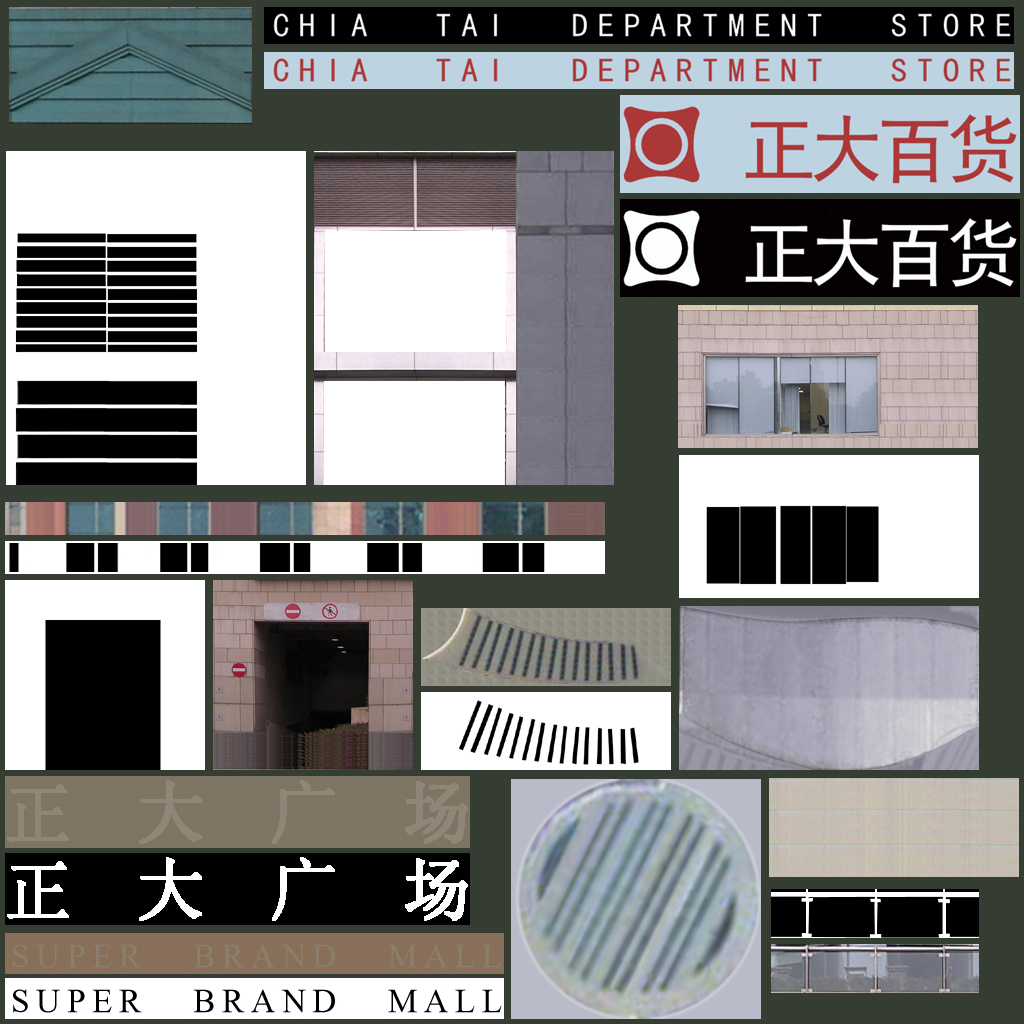 CHIA TAI DEPARTMENT STORE
CHIA TAI DEPARTMENT STORE
正大百货
正大百货
正大广场
正大广场
SUPER BRAND MALL
SUPER BRAND MALL